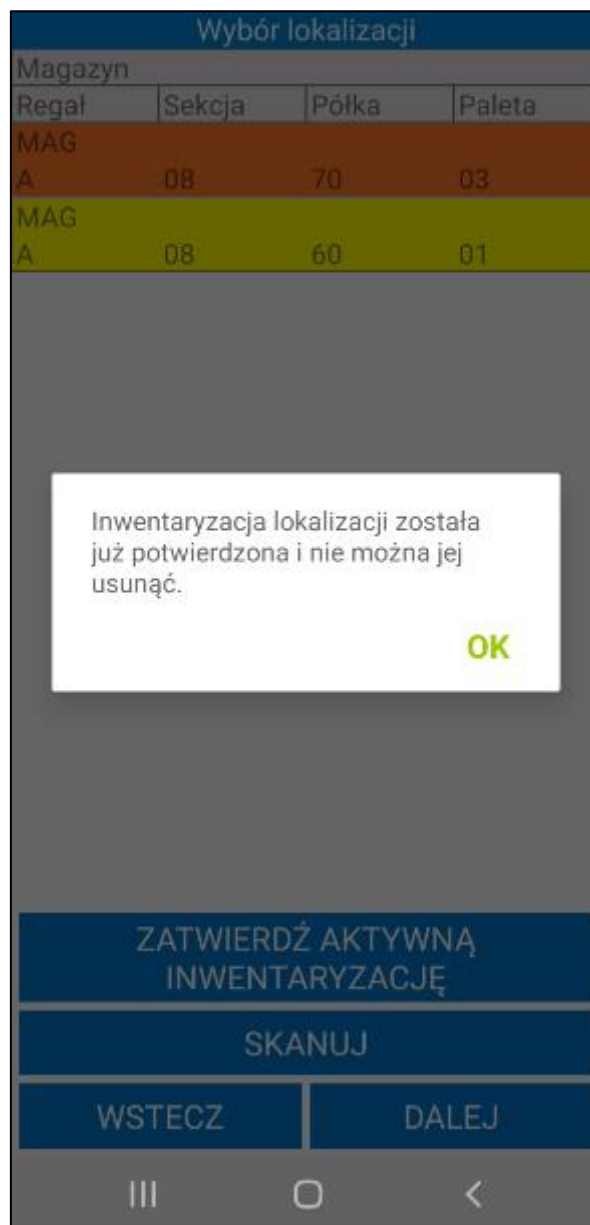 Wybór lokalizacji
Magazyn
Regał Sekcja Półka Paleta
MAG
A 08 70 03
MAG
A 08 60 01
Inwentaryzacja lokalizacji została
już potwierdzona i nie można jej
usunąć.
OK
ZATWIERDŹ AKTYWNĄ
INWENTARYZACJĘ
SKANUJ
WSTECZ DALEJ